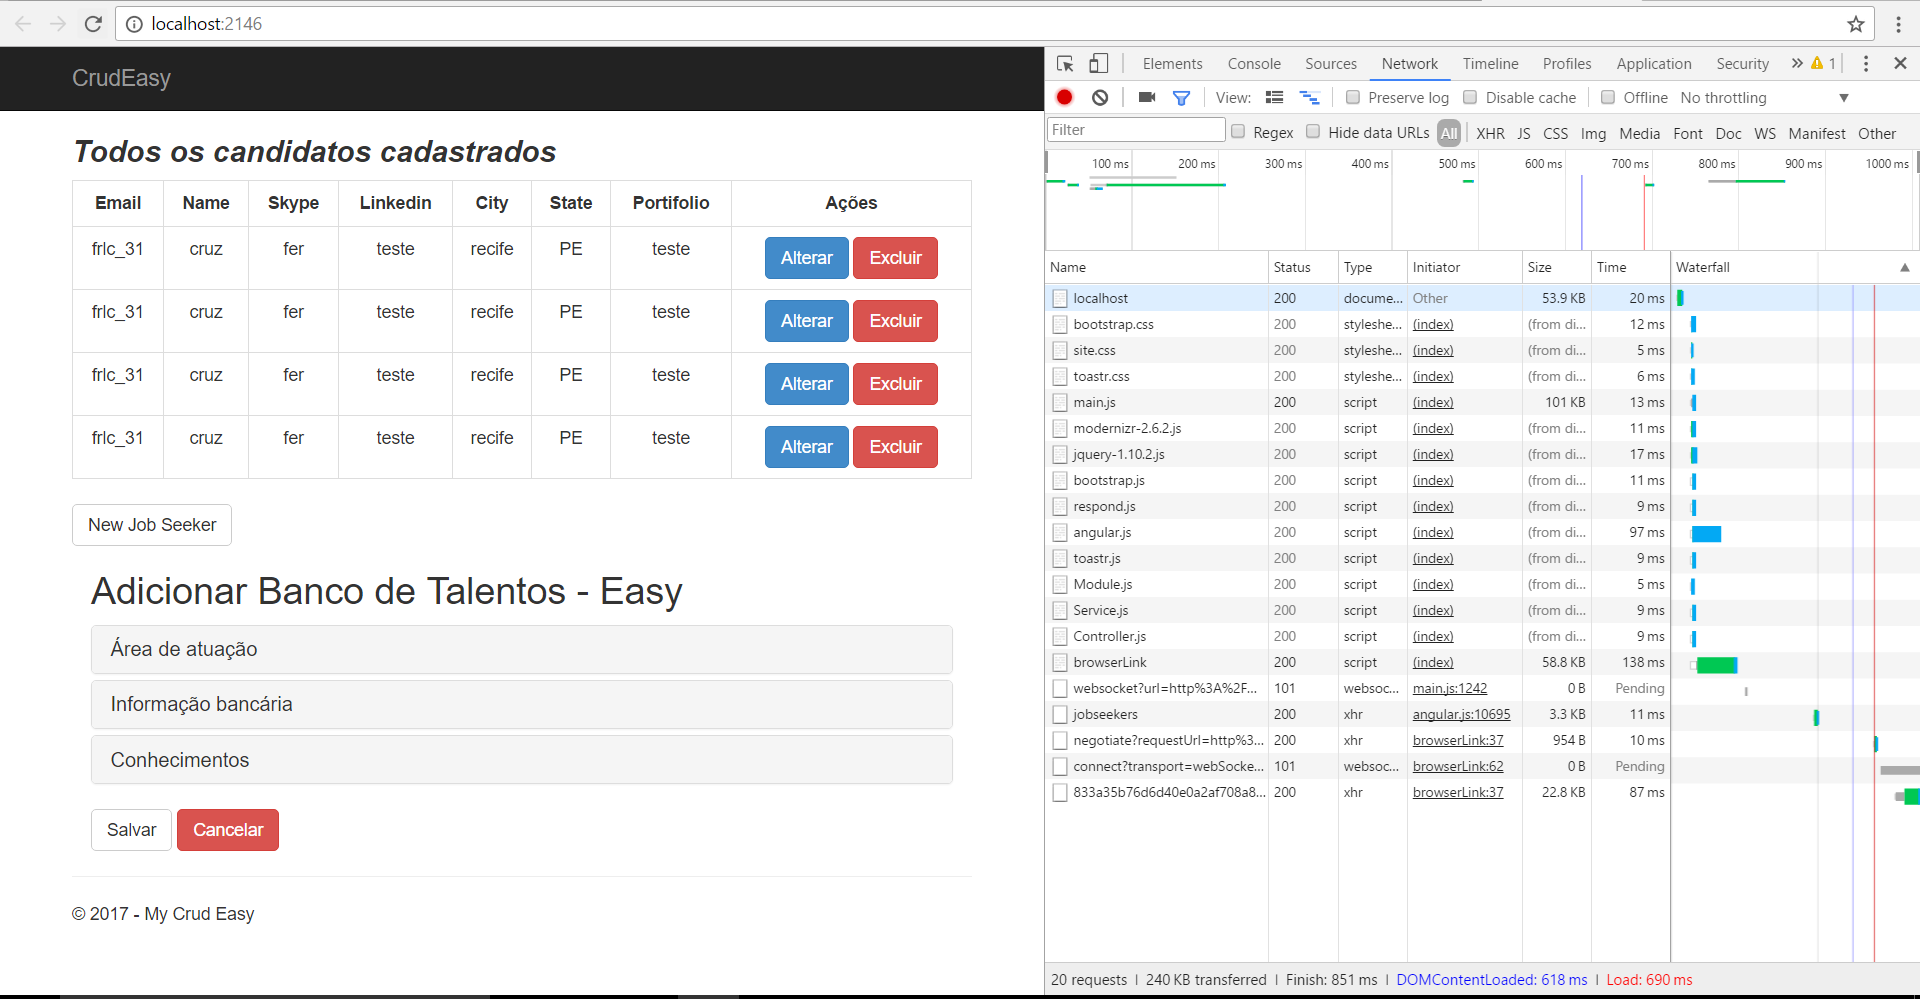 localhost:2146
CrudEasy
Todos os candidatos cadastrados
Email Name Skype Linkedin City State Portifolio Ações
frlc_31 cruz fer teste recife PE teste Alterar Excluir
frlc_31 cruz fer teste recife PE teste Alterar Excluir
frlc_31 cruz fer teste recife PE teste Alterar Excluir
frlc_31 cruz fer teste recife PE teste Alterar Excluir
New Job Seeker
Adicionar Banco de Talentos - Easy
Área de atuação
Informação bancária
Conhecimentos
Salvar Cancelar
© 2017 - My Crud Easy
Elements Console Sources Network Timeline Profiles Application Security » 1
View: Preserve log Disable cache Offline No throttling
Filter Regex Hide data URLs All XHR JS CSS Img Media Font Doc WS Manifest Other
100 ms 200 ms 300 ms 400 ms 500 ms 600 ms 700 ms 800 ms 900 ms 1000 ms
Name Status Type Initiator Size Time Waterfall
localhost 200 docume... Other 53.9 KB 20 ms
bootstrap.css 200 styleshe... (index) (from di... 12 ms
site.css 200 styleshe... (index) (from di... 5 ms
toastr.css 200 styleshe... (index) (from di... 6 ms
main.js 200 script (index) 101 KB 13 ms
modernizr-2.6.2.js 200 script (index) (from di... 11 ms
jquery-1.10.2.js 200 script (index) (from di... 17 ms
bootstrap.js 200 script (index) (from di... 11 ms
respond.js 200 script (index) (from di... 9 ms
angular.js 200 script (index) (from di... 97 ms
toastr.js 200 script (index) (from di... 9 ms
Module.js 200 script (index) (from di... 5 ms
Service.js 200 script (index) (from di... 9 ms
Controller.js 200 script (index) (from di... 9 ms
browserLink 200 script (index) 58.8 KB 138 ms
websocket?url=http%3A%2F... 101 websoc... main.js:1242 0 B Pending
jobseekers 200 xhr angular.js:10695 3.3 KB 11 ms
negotiate?requestUrl=http%3... 200 xhr browserLink:37 954 B 10 ms
connect?transport=webSocke... 101 websoc... browserLink:62 0 B Pending
833a35b76d6d40e0a2af708a8... 200 xhr browserLink:37 22.8 KB 87 ms
20 requests | 240 KB transferred | Finish: 851 ms | DOMContentLoaded: 618 ms | Load: 690 ms